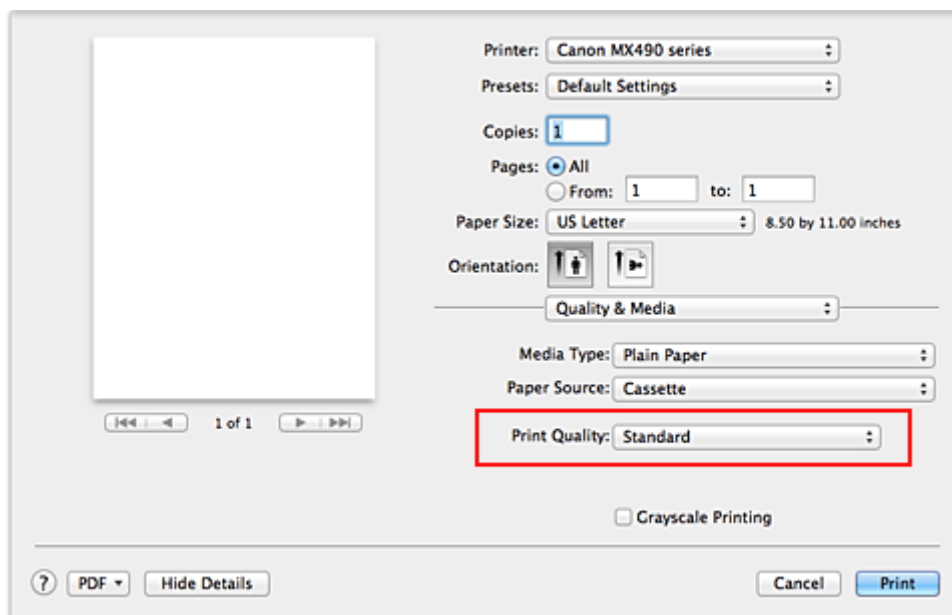 Printer: Canon MX490 series
Presets: Default Settings
Copies: 1
Pages: All
From: 1 to: 1
Paper Size: US Letter 8.50 by 11.00 inches
Orientation:
Quality & Media
Media Type: Plain Paper
Paper Source: Cassette
1 of 1
Print Quality: Standard
Grayscale Printing
? PDF Hide Details Cancel Print